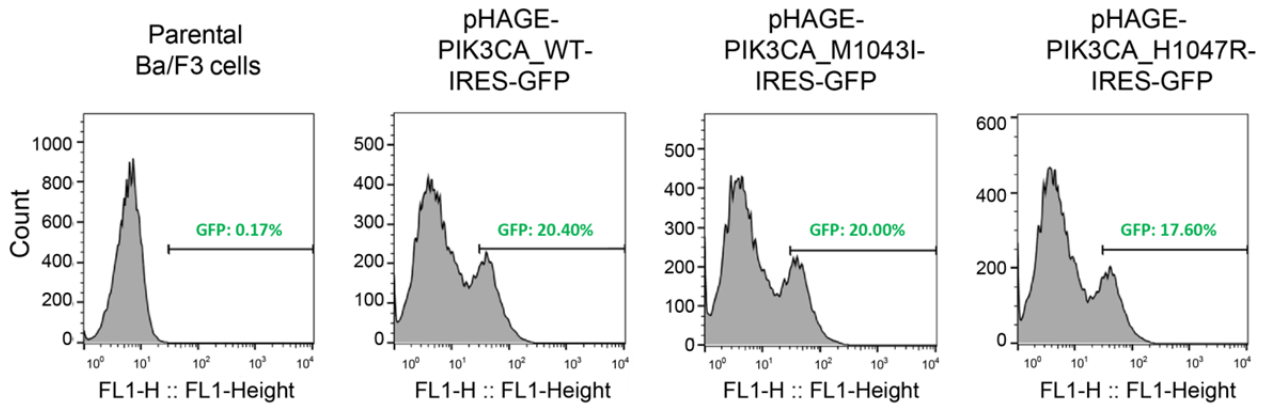 Parental
Ba/F3 cells
pHAGE-
PIK3CA_WT-
IRES-GFP
pHAGE-
PIK3CA_M1043I-
IRES-GFP
pHAGE-
PIK3CA_H1047R-
IRES-GFP
Count
1000
800
600
400
200
0
GFP: 0.17%
10⁰ 10¹ 10² 10³ 10⁴
FL1-H :: FL1-Height
500
400
300
200
100
0
GFP: 20.40%
10⁰ 10¹ 10² 10³ 10⁴
FL1-H :: FL1-Height
500
400
300
200
100
0
GFP: 20.00%
10⁰ 10¹ 10² 10³ 10⁴
FL1-H :: FL1-Height
600
400
200
0
GFP: 17.60%
10⁰ 10¹ 10² 10³ 10⁴
FL1-H :: FL1-Height